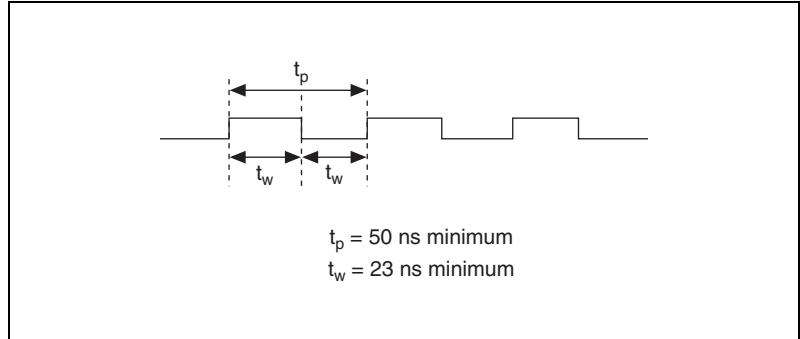 tp
tw tw
tp = 50 ns minimum
tw = 23 ns minimum